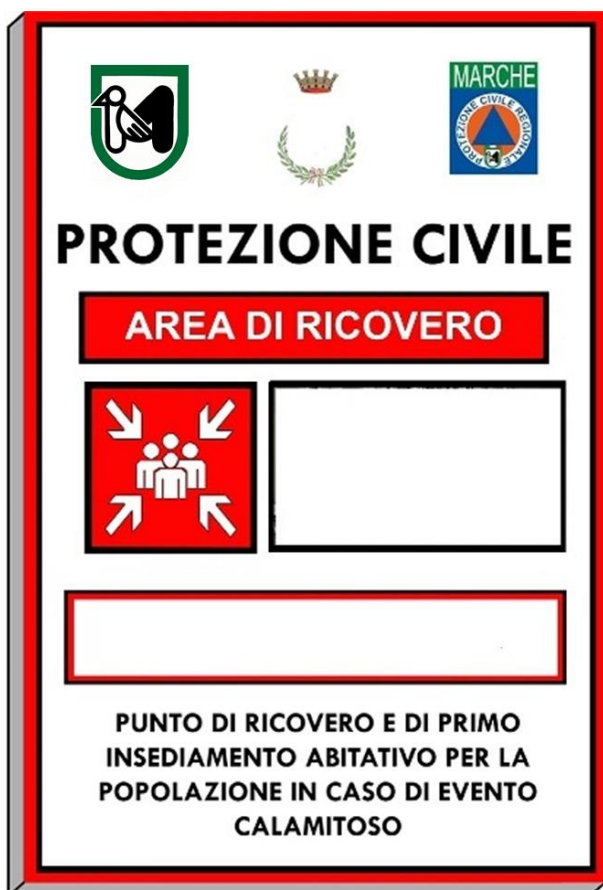 MARCHE
PROTEZIONE CIVILE REGIONALE
PROTEZIONE CIVILE
AREA DI RICOVERO
PUNTO DI RICOVERO E DI PRIMO
INSEDIAMENTO ABITATIVO PER LA
POPOLAZIONE IN CASO DI EVENTO
CALAMITOSO